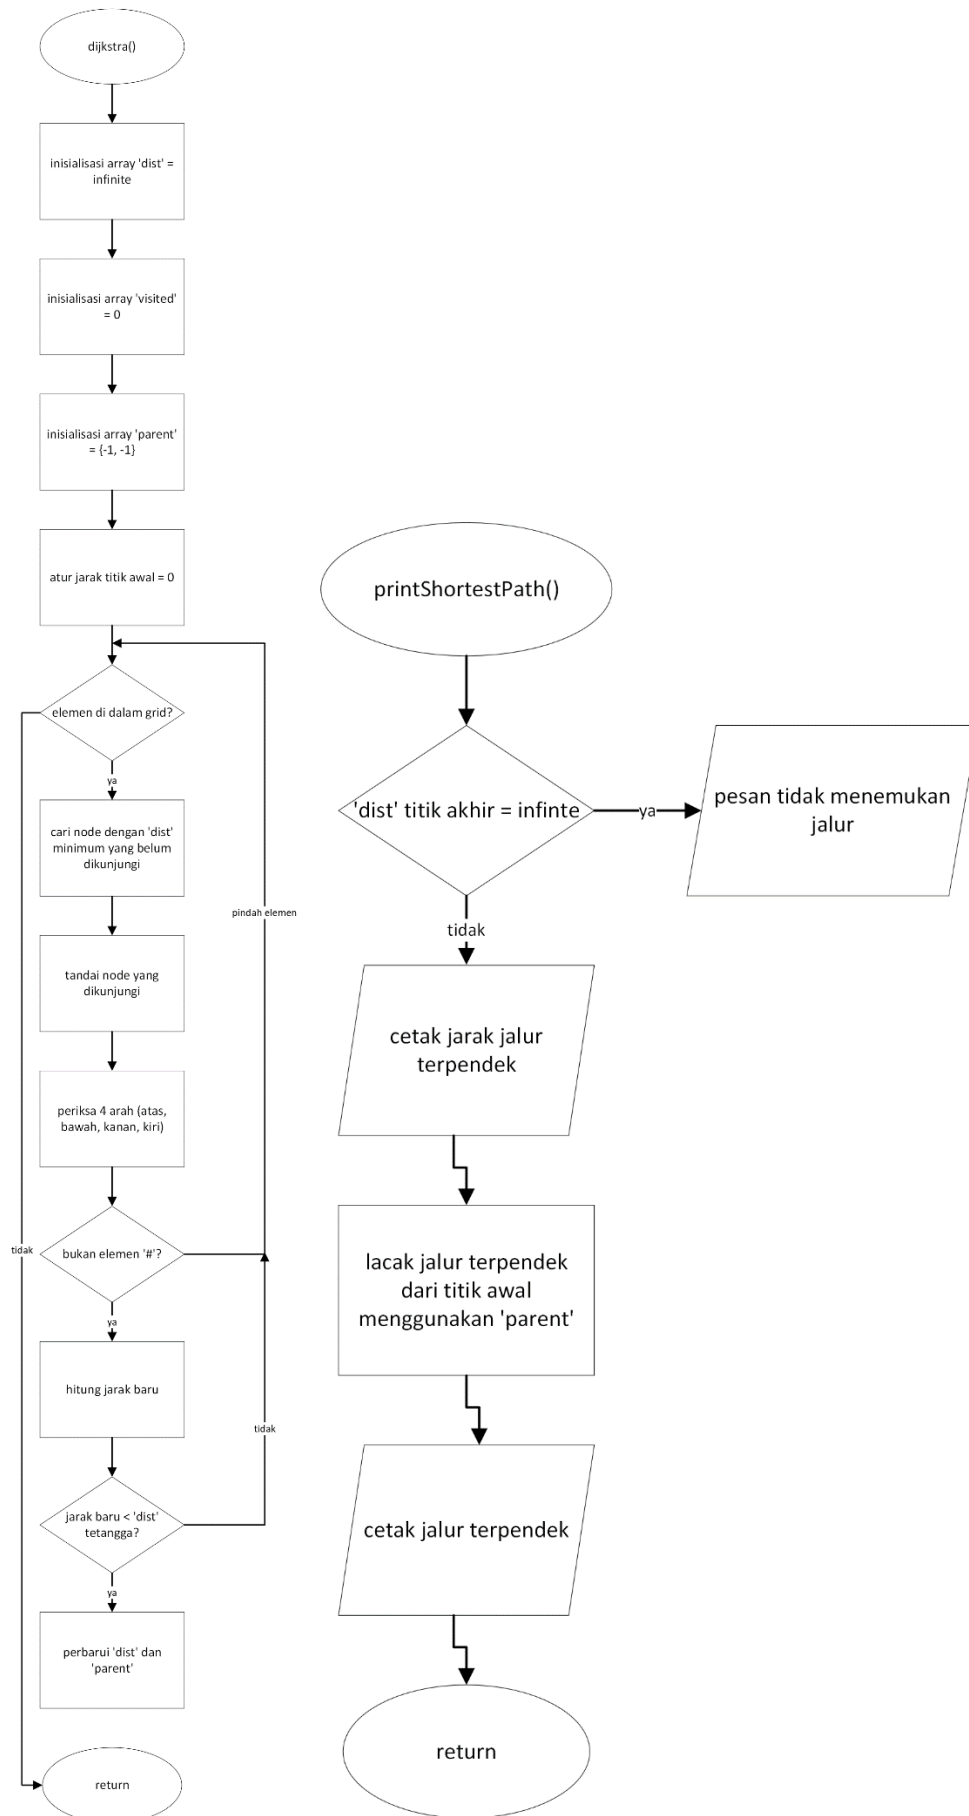 dijkstra()
inisialisasi array 'dist' =
infinite
inisialisasi array 'visited'
= 0
inisialisasi array 'parent'
= {-1, -1}
atur jarak titik awal = 0
elemen di dalam grid?
ya
cari node dengan 'dist'
minimum yang belum
dikunjungi
pindah elemen
tandai node yang
dikunjungi
periksa 4 arah (atas,
bawah, kanan, kiri)
tidak
bukan elemen '#'?
ya
hitung jarak baru
tidak
jarak baru < 'dist'
tetangga?
ya
perbarui 'dist' dan
'parent'
return
printShortestPath()
'dist' titik akhir = infinte
ya
pesan tidak menemukan
jalur
tidak
cetak jarak jalur
terpendek
lacak jalur terpendek
dari titik awal
menggunakan 'parent'
cetak jalur terpendek
return